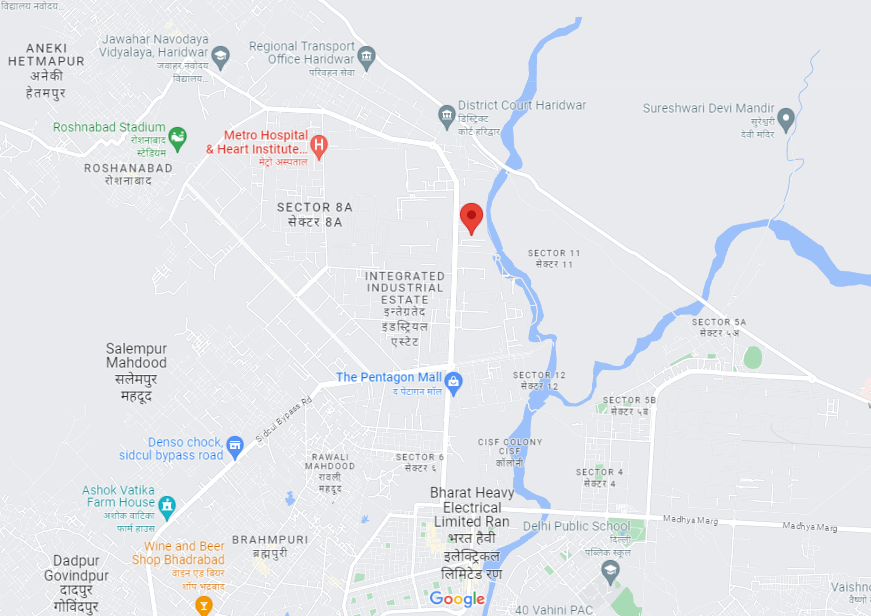 विद्यालय नवोदय...
ANEKI
HETMAPUR
अनेकी
हेतमपुर
Jawahar Navodaya
Vidyalaya, Haridwar
जवाहर नवोदय
विद्यालय...
Regional Transport
Office Haridwar
परिवहन सेवा
District Court Haridwar
डिस्ट्रिक्ट
कोर्ट हरिद्वार
Sureshwari Devi Mandir
सुरेश्वरी
देवी मंदिर
Roshnabad Stadium
रोशनाबाद
स्टेडियम
Metro Hospital
& Heart Institute...
मेट्रो अस्पताल
ROSHANABAD
रोशनाबाद
SECTOR 8A
सेक्टर 8A
SECTOR 11
सेक्टर 11
INTEGRATED
INDUSTRIAL
ESTATE
इन्तेग्रतेद
इंडस्ट्रियल
एस्टेट
SECTOR 5A
सेक्टर ५अ
Salempur
Mahdood
सलेमपुर
महदूद
The Pentagon Mall
द पेंटागन मॉल
SECTOR 12
सेक्टर 12
SECTOR 5B
सेक्टर ५ब
Sidcul Bypass Rd
Denso chock,
sidcul bypass road
RAWALI
MAHDOOD
रावली
महदूद
SECTOR 6
सेक्टर ६
CISF COLONY
CISF
कॉलोनी
SECTOR 4
सेक्टर 4
Ashok Vatika
Farm House
अशोक वाटिका
फार्म हाउस
Bharat Heavy
Electrical
Limited Ran
भरत हैवी
इलेक्ट्रिकल
लिमिटेड रण
Madhya Marg
Madhya Marg
Delhi Public School
दिल्ली
पब्लिक स्कूल
BRAHMPURI
ब्रह्मपुरी
Wine and Beer
Shop Bhadrabad
वाइन एंड बियर
शॉप भद्राबाद
Dadpur
Govindpur
दादपुर
गोविंदपुर
Google
40 Vahini PAC
Vaishno
वैष्णो